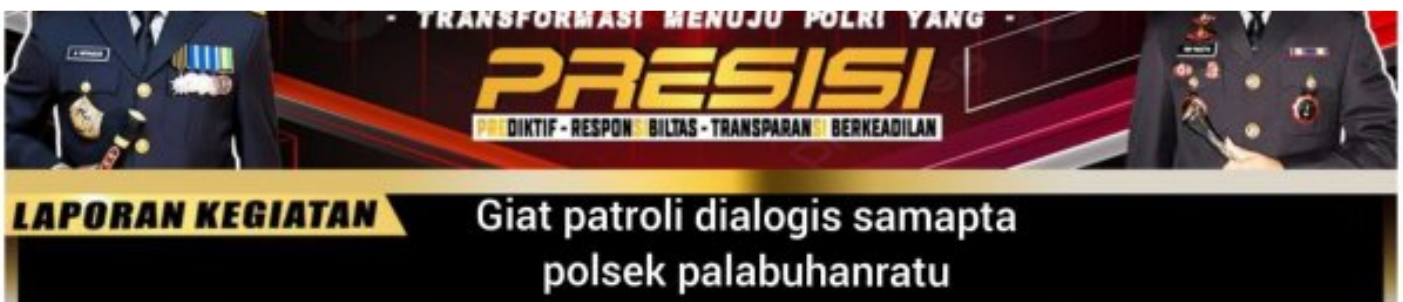 - TRANSFORMASI MENUJU POLRI YANG -
PRESISI
PREDIKTIF - RESPONSIBILTAS - TRANSPARANSI BERKEADILAN
LAPORAN KEGIATAN
Giat patroli dialogis samapta
polsek palabuhanratu